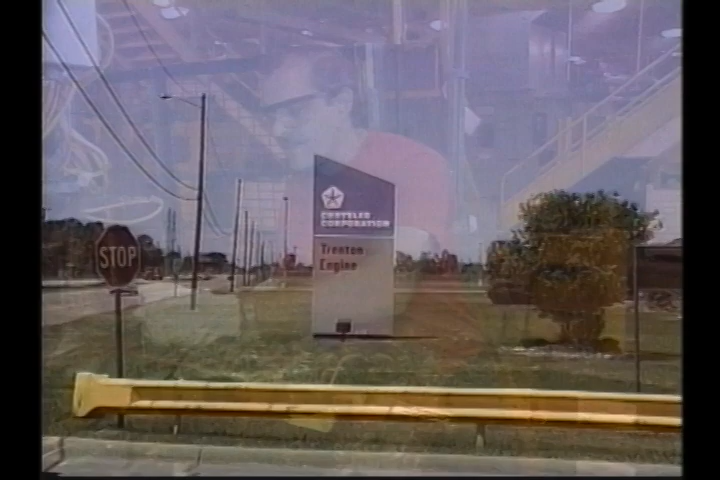 STOP
CHRYSLER
CORPORATION
Trenton
Engine